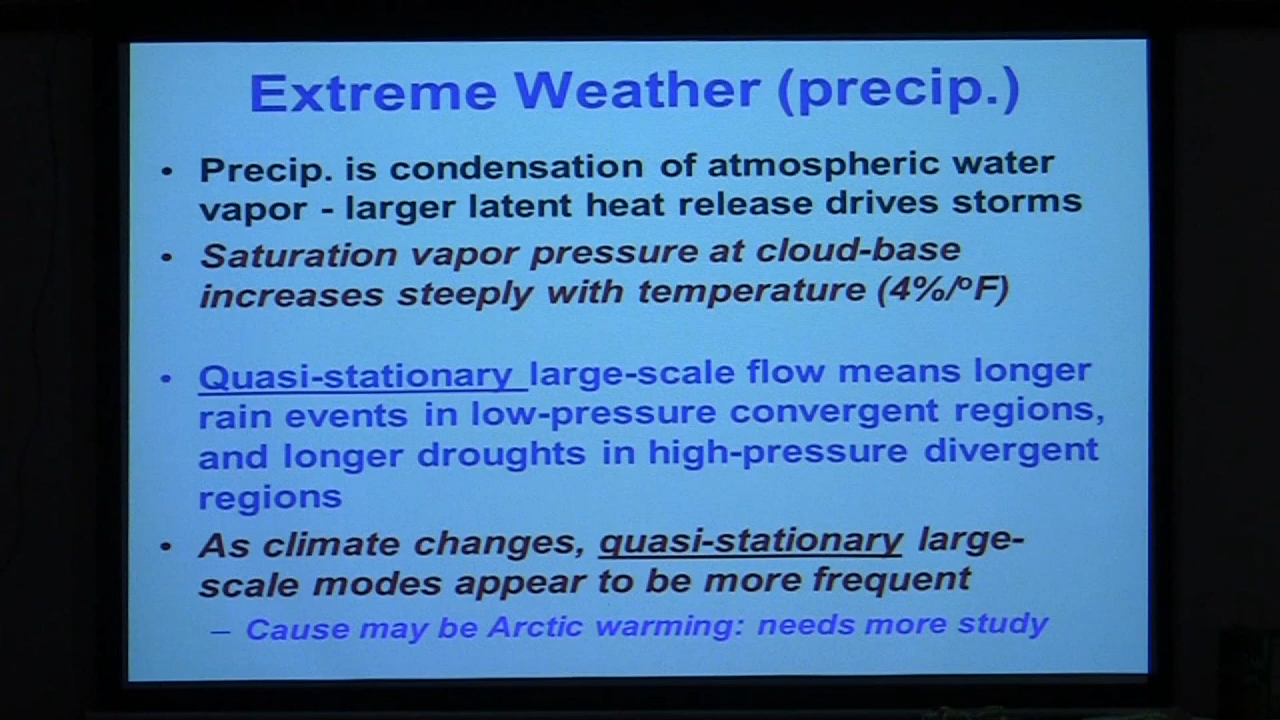 Extreme Weather (precip.)
• Precip. is condensation of atmospheric water
vapor - larger latent heat release drives storms
• Saturation vapor pressure at cloud-base
increases steeply with temperature (4%/ºF)
• Quasi-stationary large-scale flow means longer
rain events in low-pressure convergent regions,
and longer droughts in high-pressure divergent
regions
• As climate changes, quasi-stationary large-
scale modes appear to be more frequent
– Cause may be Arctic warming: needs more study